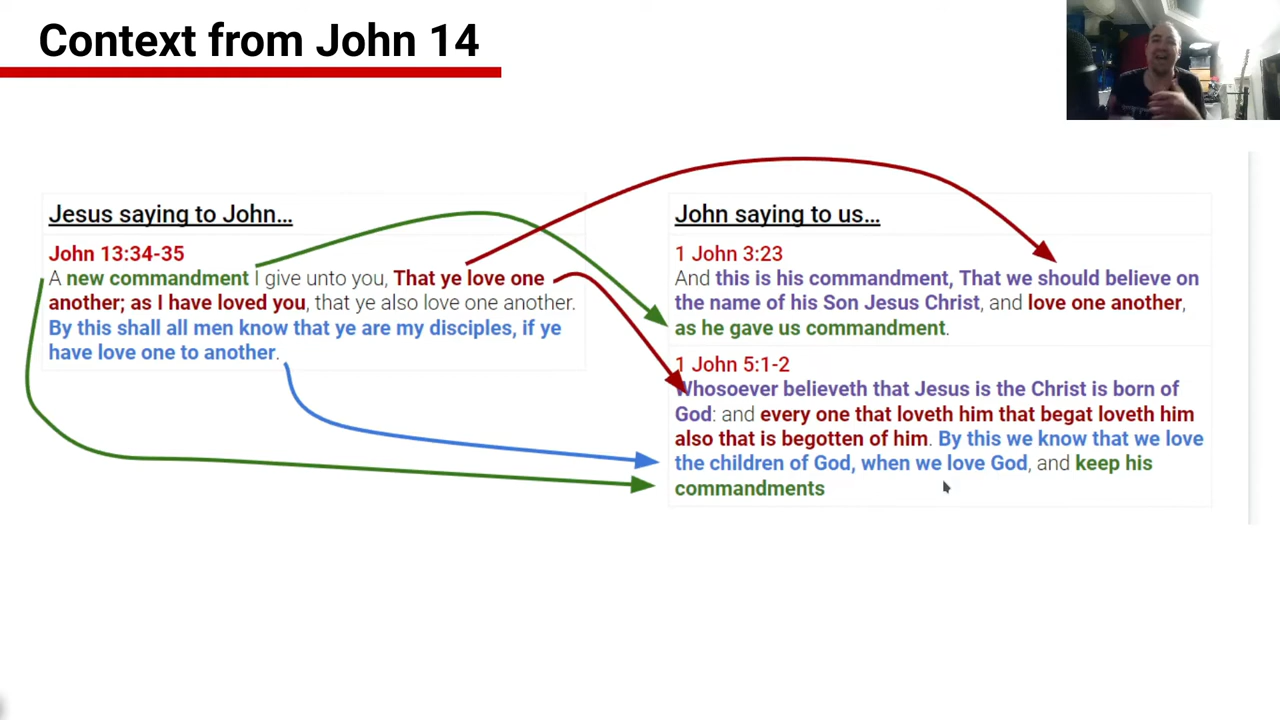 Context from John 14
Jesus saying to John...
John 13:34-35
A new commandment I give unto you, That ye love one
another; as I have loved you, that ye also love one another.
By this shall all men know that ye are my disciples, if ye
have love one to another.
John saying to us...
1 John 3:23
And this is his commandment, That we should believe on
the name of his Son Jesus Christ, and love one another,
as he gave us commandment.
1 John 5:1-2
Whosoever believeth that Jesus is the Christ is born of
God: and every one that loveth him that begat loveth him
also that is begotten of him. By this we know that we love
the children of God, when we love God, and keep his
commandments